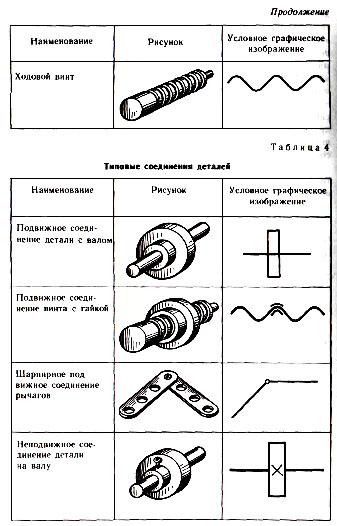 Продолжение
Наименование
Рисунок
Условное графическое
изображение
Ходовой винт
Таблица 4
Типовые соединения деталей
Наименование
Рисунок
Условное графическое
изображение
Подвижное соеди-
нение детали с валом
Подвижное соеди-
нение винта с гайкой
Шарнирное под
вижное соединение
рычагов
Неподвижное сое-
динение детали
на валу